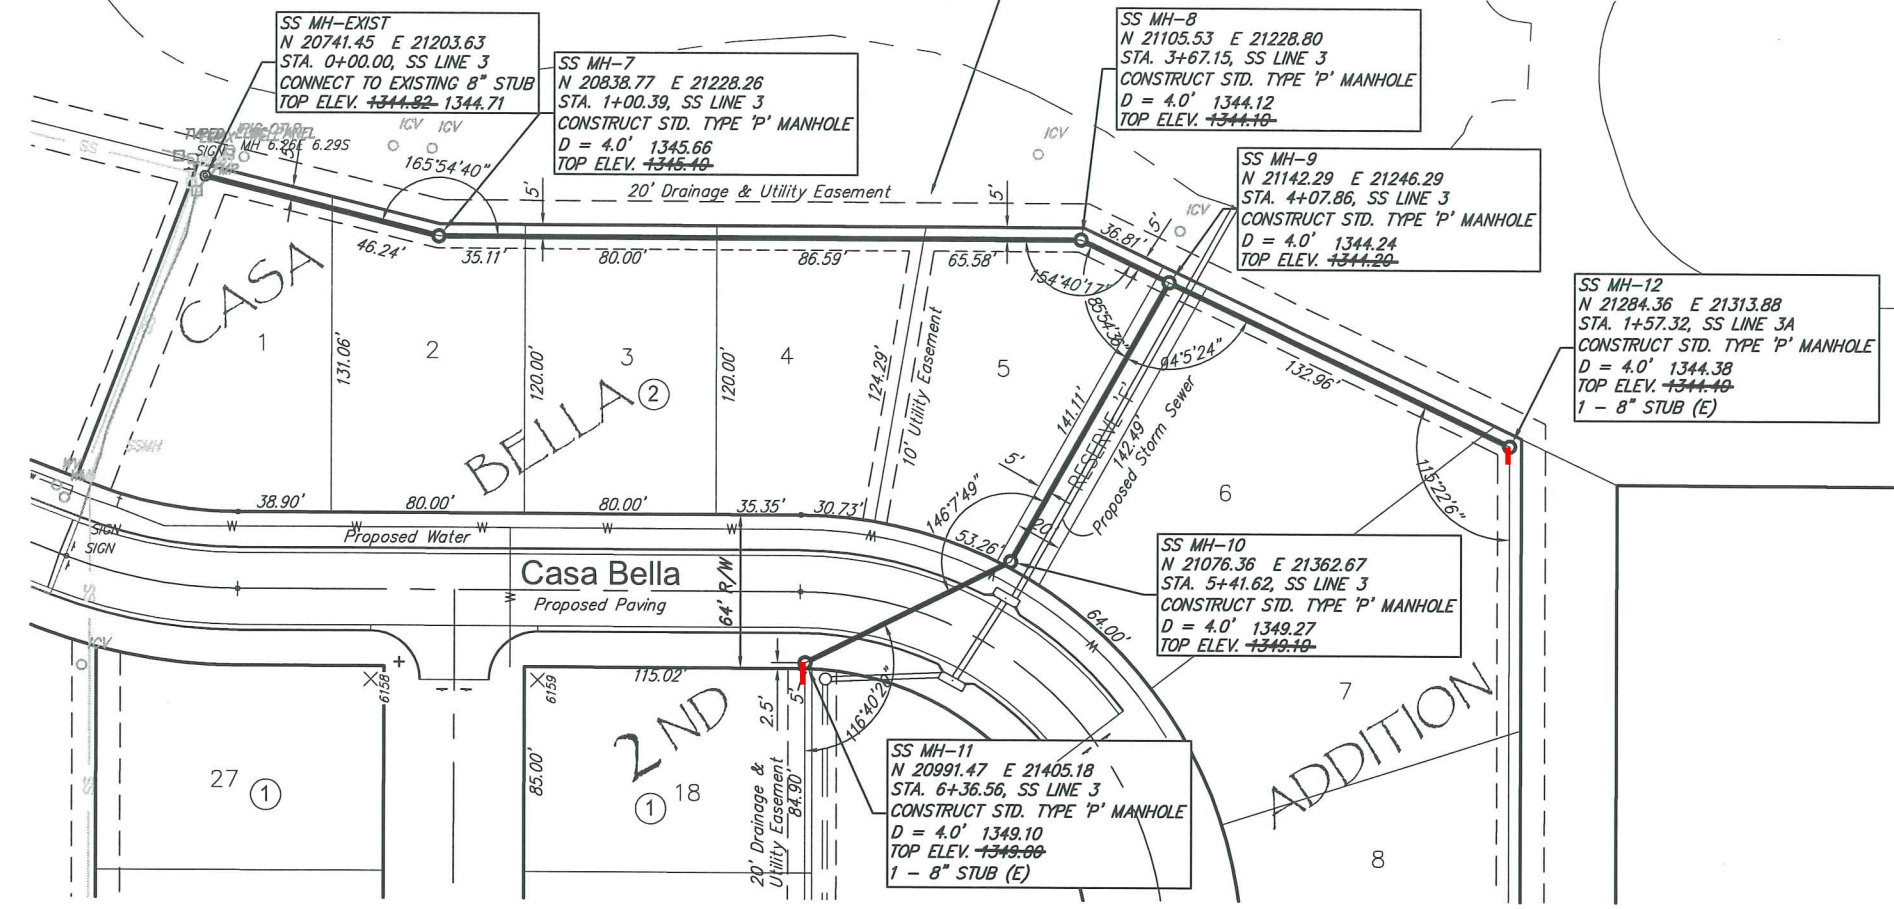 SS MH-EXIST
N 20741.45 E 21203.63
STA. 0+00.00, SS LINE 3
CONNECT TO EXISTING 8" STUB
TOP ELEV. 1344.82 1344.71
SS MH-7
N 20838.77 E 21228.26
STA. 1+00.39, SS LINE 3
CONSTRUCT STD. TYPE 'P' MANHOLE
D = 4.0' 1345.66
TOP ELEV. 1345.40
SS MH-8
N 21105.53 E 21228.80
STA. 3+67.15, SS LINE 3
CONSTRUCT STD. TYPE 'P' MANHOLE
D = 4.0' 1344.12
TOP ELEV. 1344.10
SS MH-9
N 21142.29 E 21246.29
STA. 4+07.86, SS LINE 3
CONSTRUCT STD. TYPE 'P' MANHOLE
D = 4.0' 1344.24
TOP ELEV. 1344.20
SS MH-12
N 21284.36 E 21313.88
STA. 1+57.32, SS LINE 3A
CONSTRUCT STD. TYPE 'P' MANHOLE
D = 4.0' 1344.38
TOP ELEV. 1344.40
1 - 8" STUB (E)
SS
SIGN
MH 6.26E 6.29S
5'
ICV ICV
165°54'40"
20' Drainage & Utility Easement
5'
5'
ICV
ICV
36.81'
5'
46.24'
35.11'
80.00'
86.59'
65.58'
154°40'17"
85°54'36"
94°5'24"
132.96'
CASA
1
131.06'
2
120.00'
3
120.00'
4
124.29'
10' Utility Easement
5
141.11'
RESERVE 'F'
142.49'
Proposed Storm Sewer
BELLA
2
SSMH
6
115°22'6"
5'
20'
146°7'49"
53.26'
38.90'
80.00'
80.00'
35.35'
30.73'
W W W W W
Proposed Water
SIGN
SIGN
Casa Bella
Proposed Paving
64' R/W
W
SS
ICV
64.00'
W
SS MH-10
N 21076.36 E 21362.67
STA. 5+41.62, SS LINE 3
CONSTRUCT STD. TYPE 'P' MANHOLE
D = 4.0' 1349.27
TOP ELEV. 1349.10
6158
6159
115.02'
2.5'
5'
116°40'26"
2 ND
7
ADDITION
SS MH-11
N 20991.47 E 21405.18
STA. 6+36.56, SS LINE 3
CONSTRUCT STD. TYPE 'P' MANHOLE
D = 4.0' 1349.10
TOP ELEV. 1349.00
1 - 8" STUB (E)
85.00'
20' Drainage &
Utility Easement
84.90'
27 1
1 18
SS
8